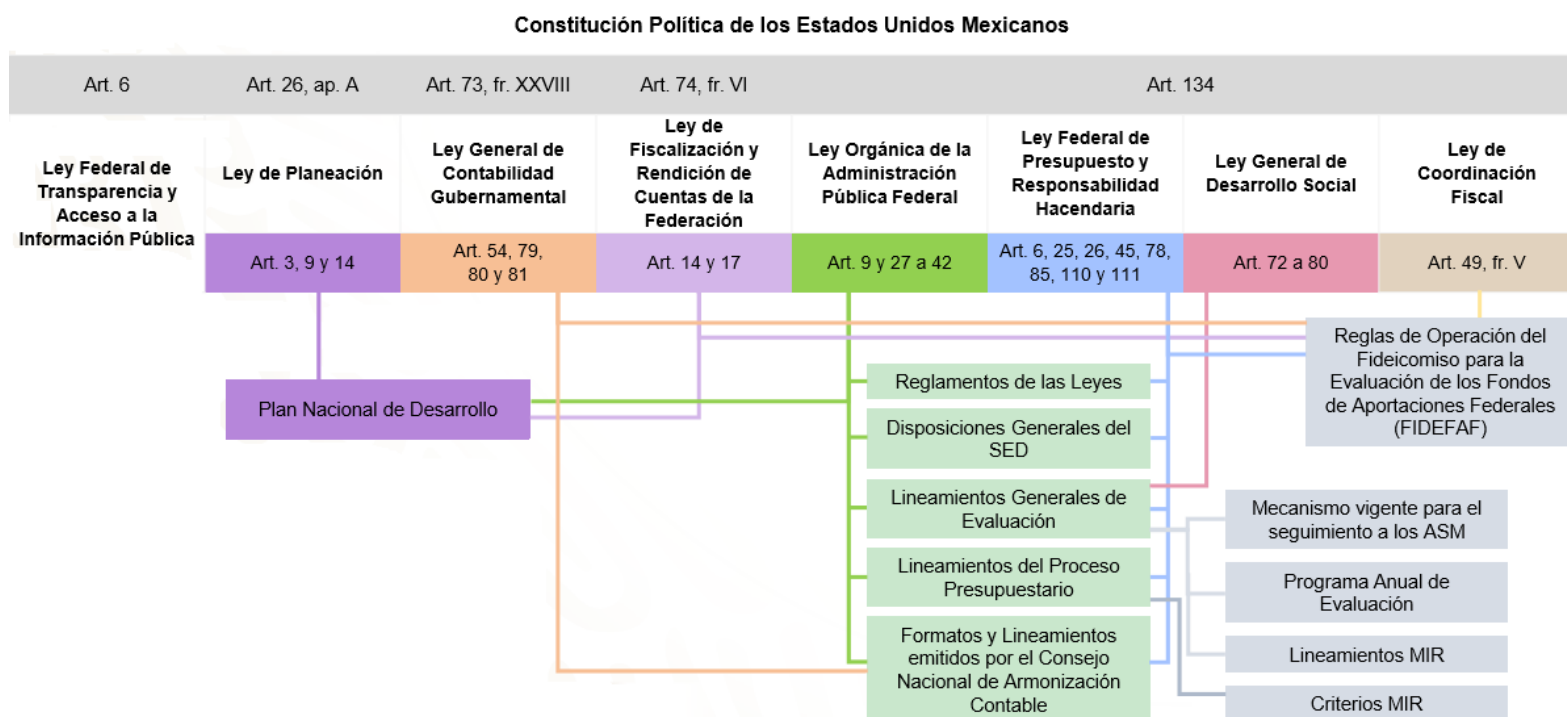 Constitución Política de los Estados Unidos Mexicanos
Art. 6
Art. 26, ap. A
Art. 73, fr. XXVIII
Art. 74, fr. VI
Art. 134
Ley Federal de
Transparencia y
Acceso a la
Información Pública
Ley de Planeación
Ley General de
Contabilidad
Gubernamental
Ley de
Fiscalización y
Rendición de
Cuentas de la
Federación
Ley Orgánica de la
Administración
Pública Federal
Ley Federal de
Presupuesto y
Responsabilidad
Hacendaria
Ley General de
Desarrollo Social
Ley de
Coordinación
Fiscal
Art. 3, 9 y 14
Art. 54, 79,
80 y 81
Art. 14 y 17
Art. 9 y 27 a 42
Art. 6, 25, 26, 45, 78,
85, 110 y 111
Art. 72 a 80
Art. 49, fr. V
Plan Nacional de Desarrollo
Reglamentos de las Leyes
Disposiciones Generales del
SED
Lineamientos Generales de
Evaluación
Lineamientos del Proceso
Presupuestario
Formatos y Lineamientos
emitidos por el Consejo
Nacional de Armonización
Contable
Reglas de Operación del
Fideicomiso para la
Evaluación de los Fondos
de Aportaciones Federales
(FIDEFAF)
Mecanismo vigente para el
seguimiento a los ASM
Programa Anual de
Evaluación
Lineamientos MIR
Criterios MIR